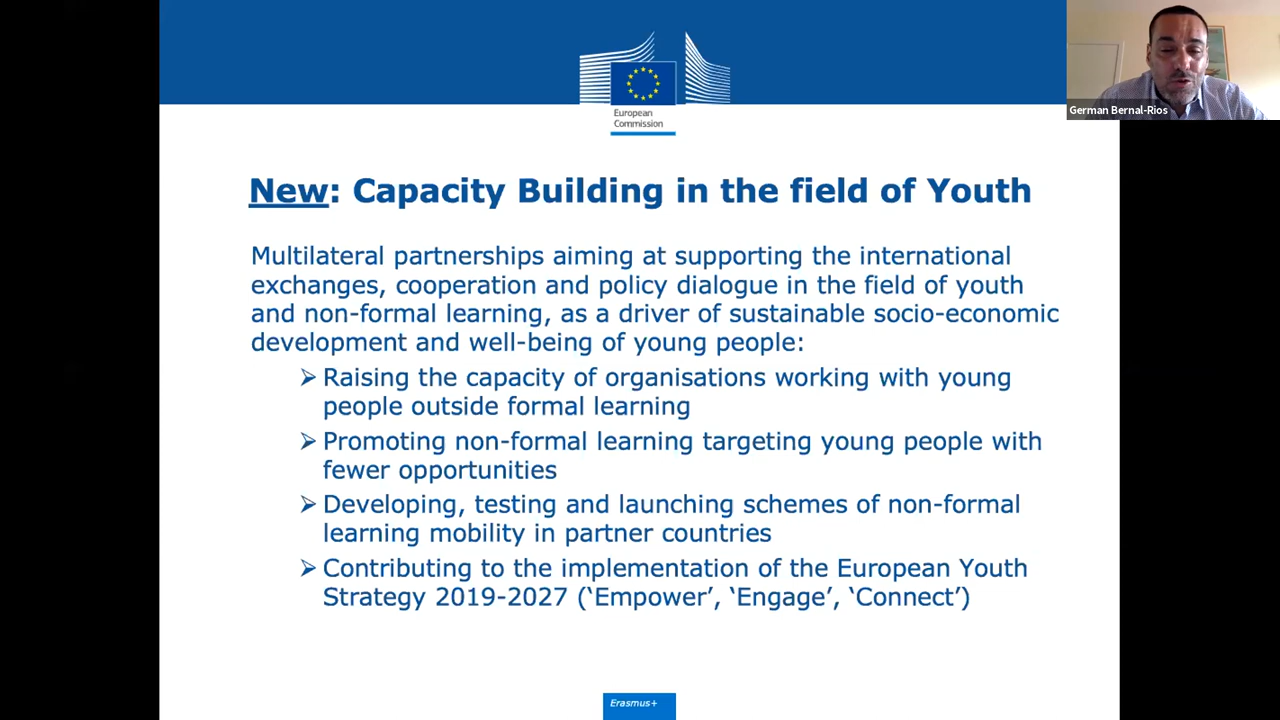 German Bernal-Rios
European
Commission
New: Capacity Building in the field of Youth
Multilateral partnerships aiming at supporting the international
exchanges, cooperation and policy dialogue in the field of youth
and non-formal learning, as a driver of sustainable socio-economic
development and well-being of young people:
➢ Raising the capacity of organisations working with young
people outside formal learning
➢ Promoting non-formal learning targeting young people with
fewer opportunities
➢ Developing, testing and launching schemes of non-formal
learning mobility in partner countries
➢ Contributing to the implementation of the European Youth
Strategy 2019-2027 (‘Empower’, ‘Engage’, ‘Connect’)
Erasmus+